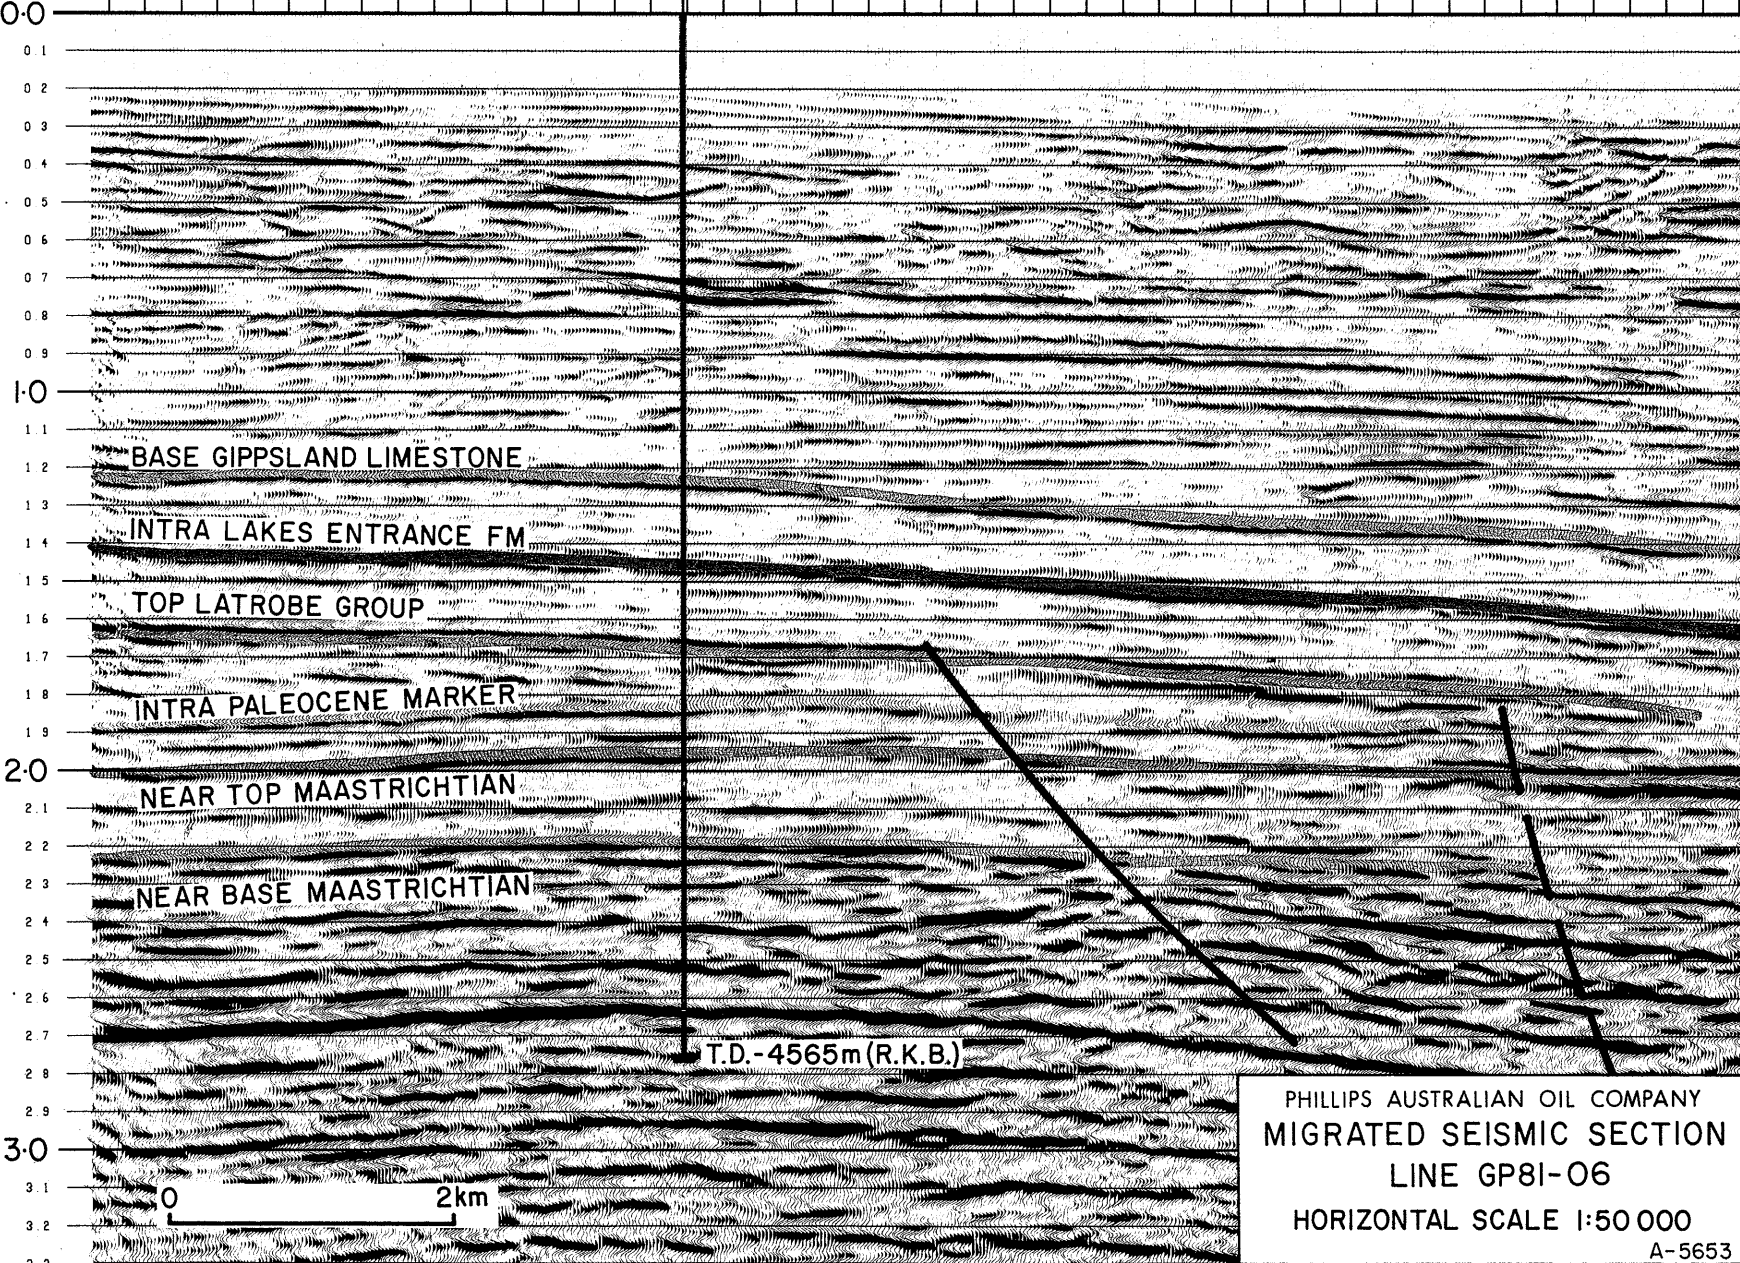 0·0
0.1
0 2
0 3
0 4
0 5
0 6
0 7
0 8
0 9
1·0
1.1
1.2
BASE GIPPSLAND LIMESTONE
1 3
INTRA LAKES ENTRANCE FM
1 4
1 5
TOP LATROBE GROUP
1 6
1.7
1 8
INTRA PALEOCENE MARKER
1 9
2·0
NEAR TOP MAASTRICHTIAN
2.1
2 2
2 3
NEAR BASE MAASTRICHTIAN
2 4
2 5
2.6
2.7
T.D.-4565m (R.K.B.)
2 8
2.9
3·0
3.1
3.2
0 2km
PHILLIPS AUSTRALIAN OIL COMPANY
MIGRATED SEISMIC SECTION
LINE GP81-06
HORIZONTAL SCALE 1:50 000
A-5653